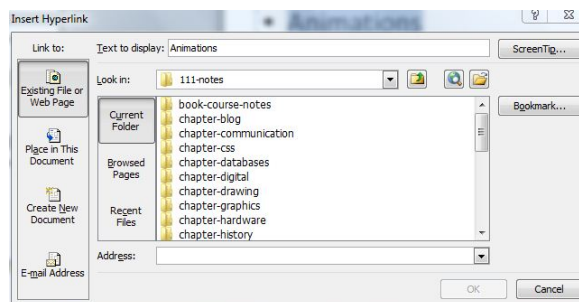 • Animations
Insert Hyperlink
Link to:
Text to display: Animations
ScreenTip...
Existing File or
Web Page
Look in: 111-notes
Bookmark...
Current
Folder
book-course-notes
chapter-blog
chapter-communication
chapter-css
Place in This
Document
Browsed
Pages
chapter-databases
chapter-digital
chapter-drawing
Create New
Document
Recent
Files
chapter-graphics
chapter-hardware
chapter-history
E-mail Address
Address:
OK
Cancel